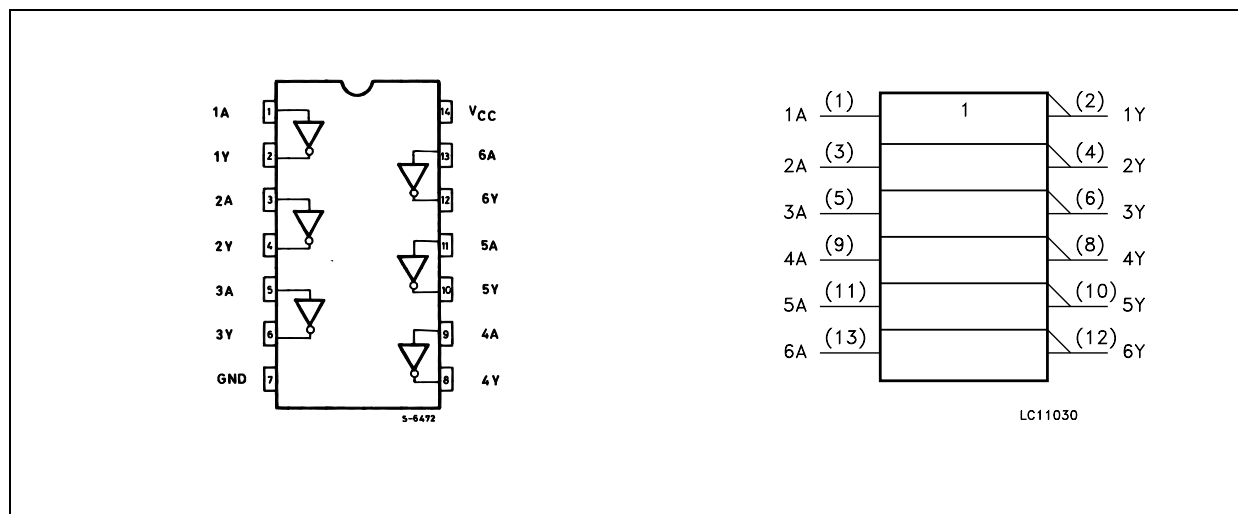 1A 1 14 VCC
1Y 2 13 6A
2A 3 12 6Y
2Y 4 11 5A
3A 5 10 5Y
3Y 6 9 4A
GND 7 8 4Y
S-6472
1A (1) 1 (2) 1Y
2A (3) (4) 2Y
3A (5) (6) 3Y
4A (9) (8) 4Y
5A (11) (10) 5Y
6A (13) (12) 6Y
LC11030